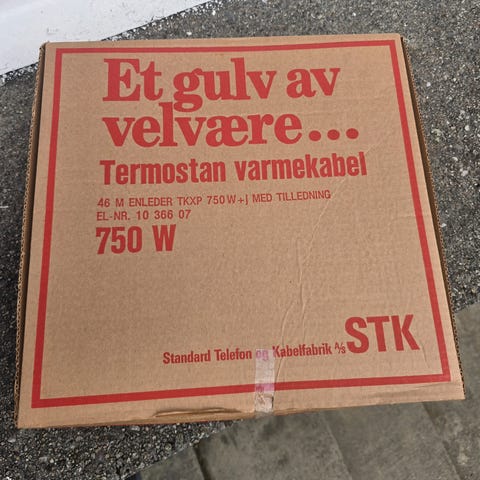 Et gulv av
velvære...
Termostan varmekabel
46 M ENLEDER TKXP 750W+j MED TILLEDNING
EL-NR. 10 366 07
750 W
Standard Telefon og Kabelfabrik A/S STK